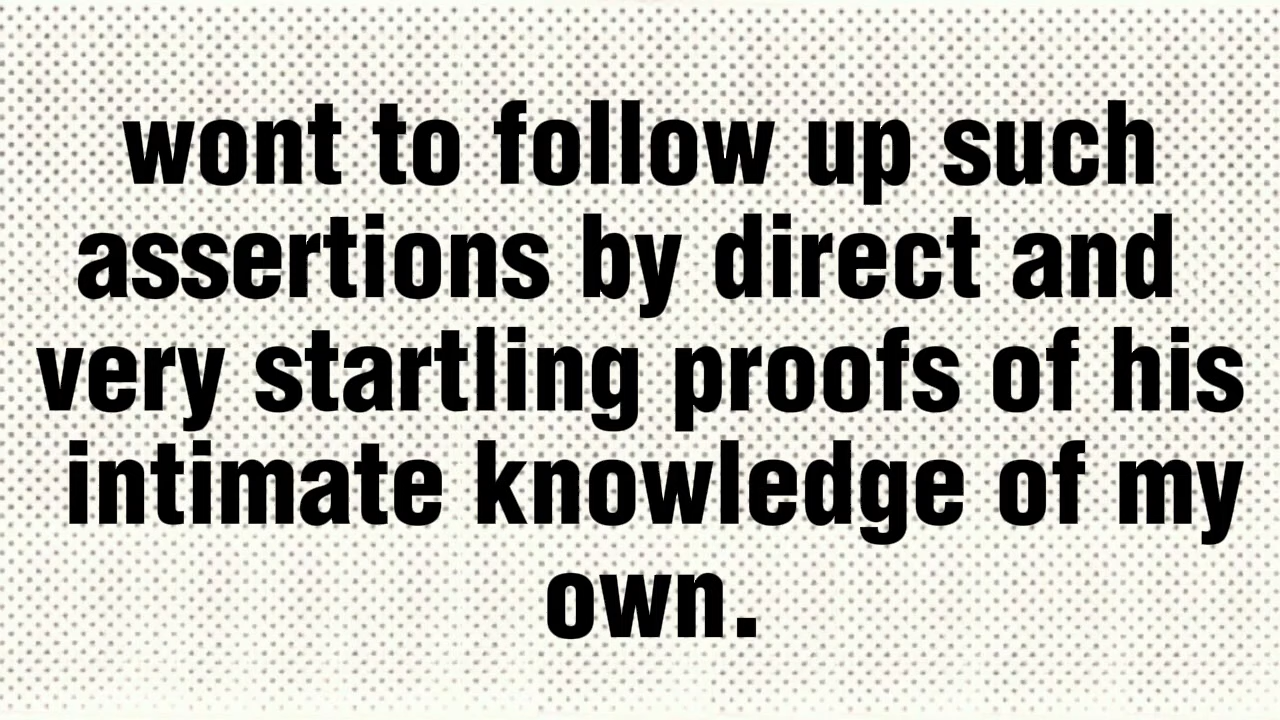 wont to follow up such
assertions by direct and
very startling proofs of his
intimate knowledge of my
own.